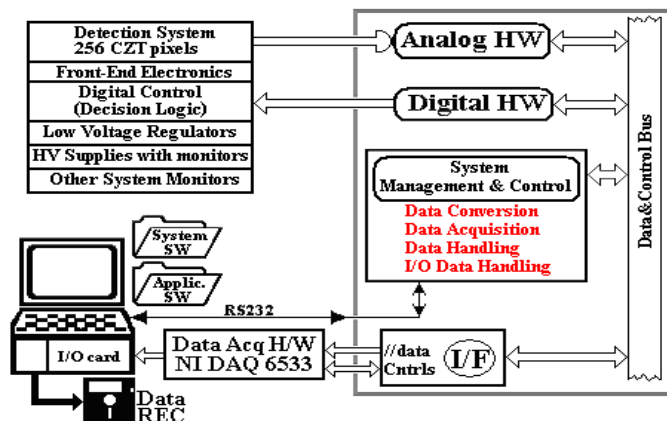 Detection System
256 CZT pixels
Front-End Electronics
Digital Control
(Decision Logic)
Low Voltage Regulators
HV Supplies with monitors
Other System Monitors
Analog HW
Digital HW
System
Management & Control
Data Conversion
Data Acquisition
Data Handling
I/O Data Handling
Data&Control Bus
System
SW
Applic.
SW
RS232
I/O card
Data Acq H/W
NI DAQ 6533
//data
Cntrls
I/F
Data
REC